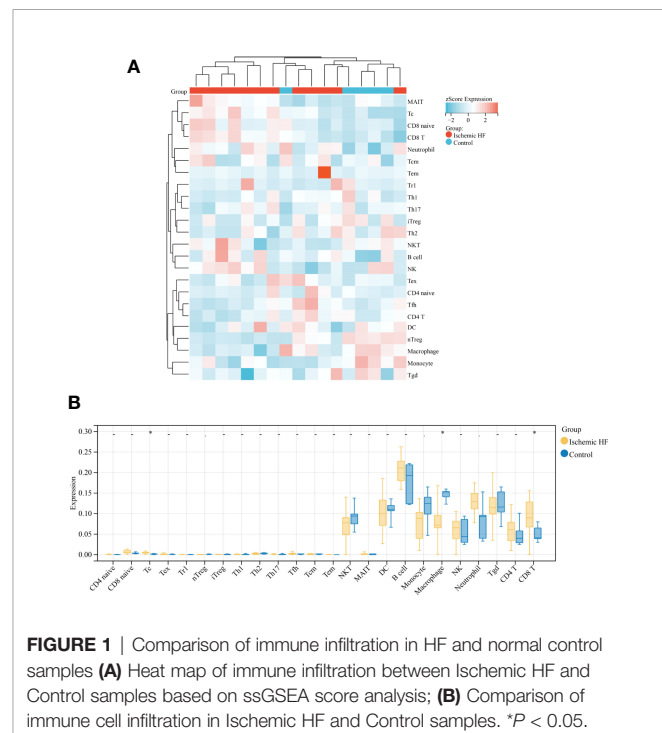 A
Group
MAIT
Tc
CD8 naive
CD8 T
Neutrophil
Tcm
Tem
Tr1
Th1
Th17
iTreg
Th2
NKT
B cell
NK
Tex
CD4 naive
Tfh
CD4 T
DC
nTreg
Macrophage
Monocyte
Tgd
zScore Expression
−2 0 2
Group:
Ischemic HF
Control
B
Group
Ischemic HF
Control
Expression
0.30
0.25
0.20
0.15
0.10
0.05
0.00
- - * - - . - - - - - - - - - - . * - . - - *
CD4 naive
CD8 naive
Tc
Tex
Tr1
nTreg
iTreg
Th1
Th2
Th17
Tfh
Tcm
Tem
NKT
MAIT
DC
B cell
Monocyte
Macrophage
NK
Neutrophil
Tgd
CD4 T
CD8 T
FIGURE 1 | Comparison of immune infiltration in HF and normal control
samples (A) Heat map of immune infiltration between Ischemic HF and
Control samples based on ssGSEA score analysis; (B) Comparison of
immune cell infiltration in Ischemic HF and Control samples. *P < 0.05.